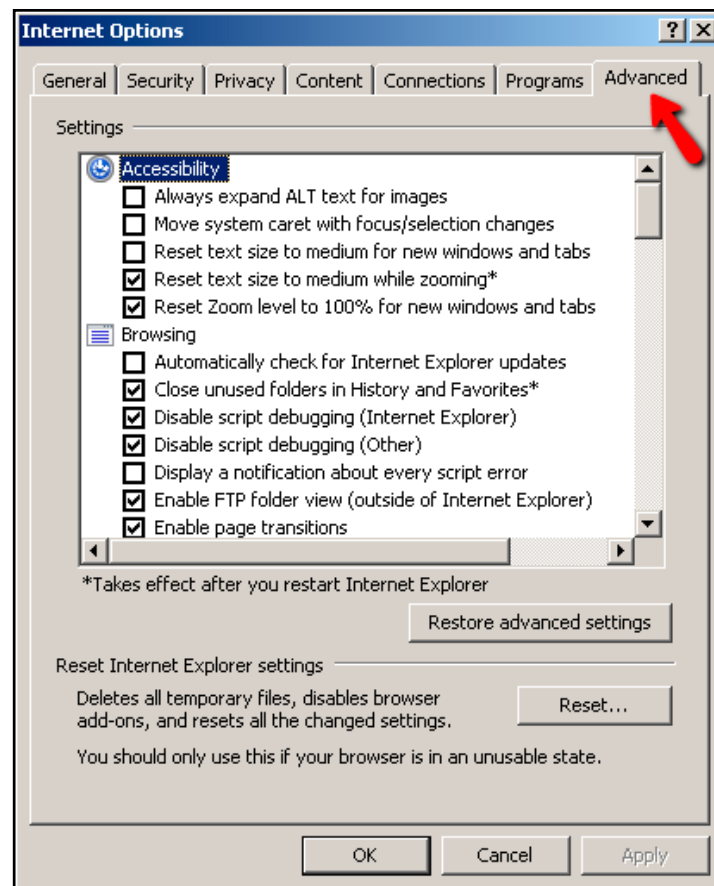 Internet Options
General Security Privacy Content Connections Programs Advanced
Settings
Accessibility
Always expand ALT text for images
Move system caret with focus/selection changes
Reset text size to medium for new windows and tabs
Reset text size to medium while zooming*
Reset Zoom level to 100% for new windows and tabs
Browsing
Automatically check for Internet Explorer updates
Close unused folders in History and Favorites*
Disable script debugging (Internet Explorer)
Disable script debugging (Other)
Display a notification about every script error
Enable FTP folder view (outside of Internet Explorer)
Enable page transitions
*Takes effect after you restart Internet Explorer
Restore advanced settings
Reset Internet Explorer settings
Deletes all temporary files, disables browser
add-ons, and resets all the changed settings.
Reset...
You should only use this if your browser is in an unusable state.
OK Cancel Apply